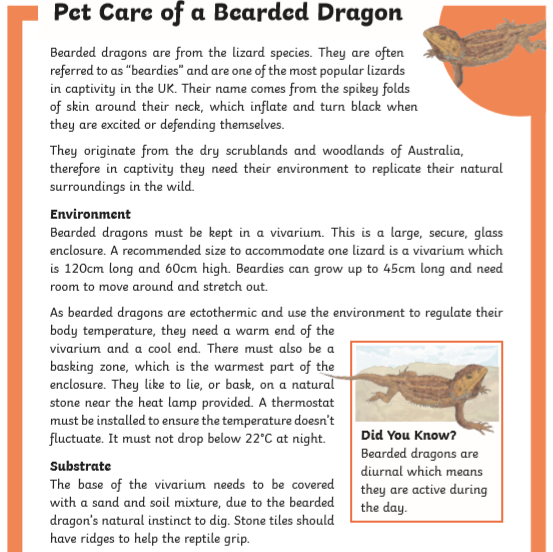 Pet Care of a Bearded Dragon
Bearded dragons are from the lizard species. They are often
referred to as “beardies” and are one of the most popular lizards
in captivity in the UK. Their name comes from the spikey folds
of skin around their neck, which inflate and turn black when
they are excited or defending themselves.
They originate from the dry scrublands and woodlands of Australia,
therefore in captivity they need their environment to replicate their natural
surroundings in the wild.
Environment
Bearded dragons must be kept in a vivarium. This is a large, secure, glass
enclosure. A recommended size to accommodate one lizard is a vivarium which
is 120cm long and 60cm high. Beardies can grow up to 45cm long and need
room to move around and stretch out.
As bearded dragons are ectothermic and use the environment to regulate their
body temperature, they need a warm end of the
vivarium and a cool end. There must also be a
basking zone, which is the warmest part of the
enclosure. They like to lie, or bask, on a natural
stone near the heat lamp provided. A thermostat
must be installed to ensure the temperature doesn’t
fluctuate. It must not drop below 22°C at night.
Substrate
The base of the vivarium needs to be covered
with a sand and soil mixture, due to the bearded
dragon’s natural instinct to dig. Stone tiles should
have ridges to help the reptile grip.
Did You Know?
Bearded dragons are
diurnal which means
they are active during
the day.